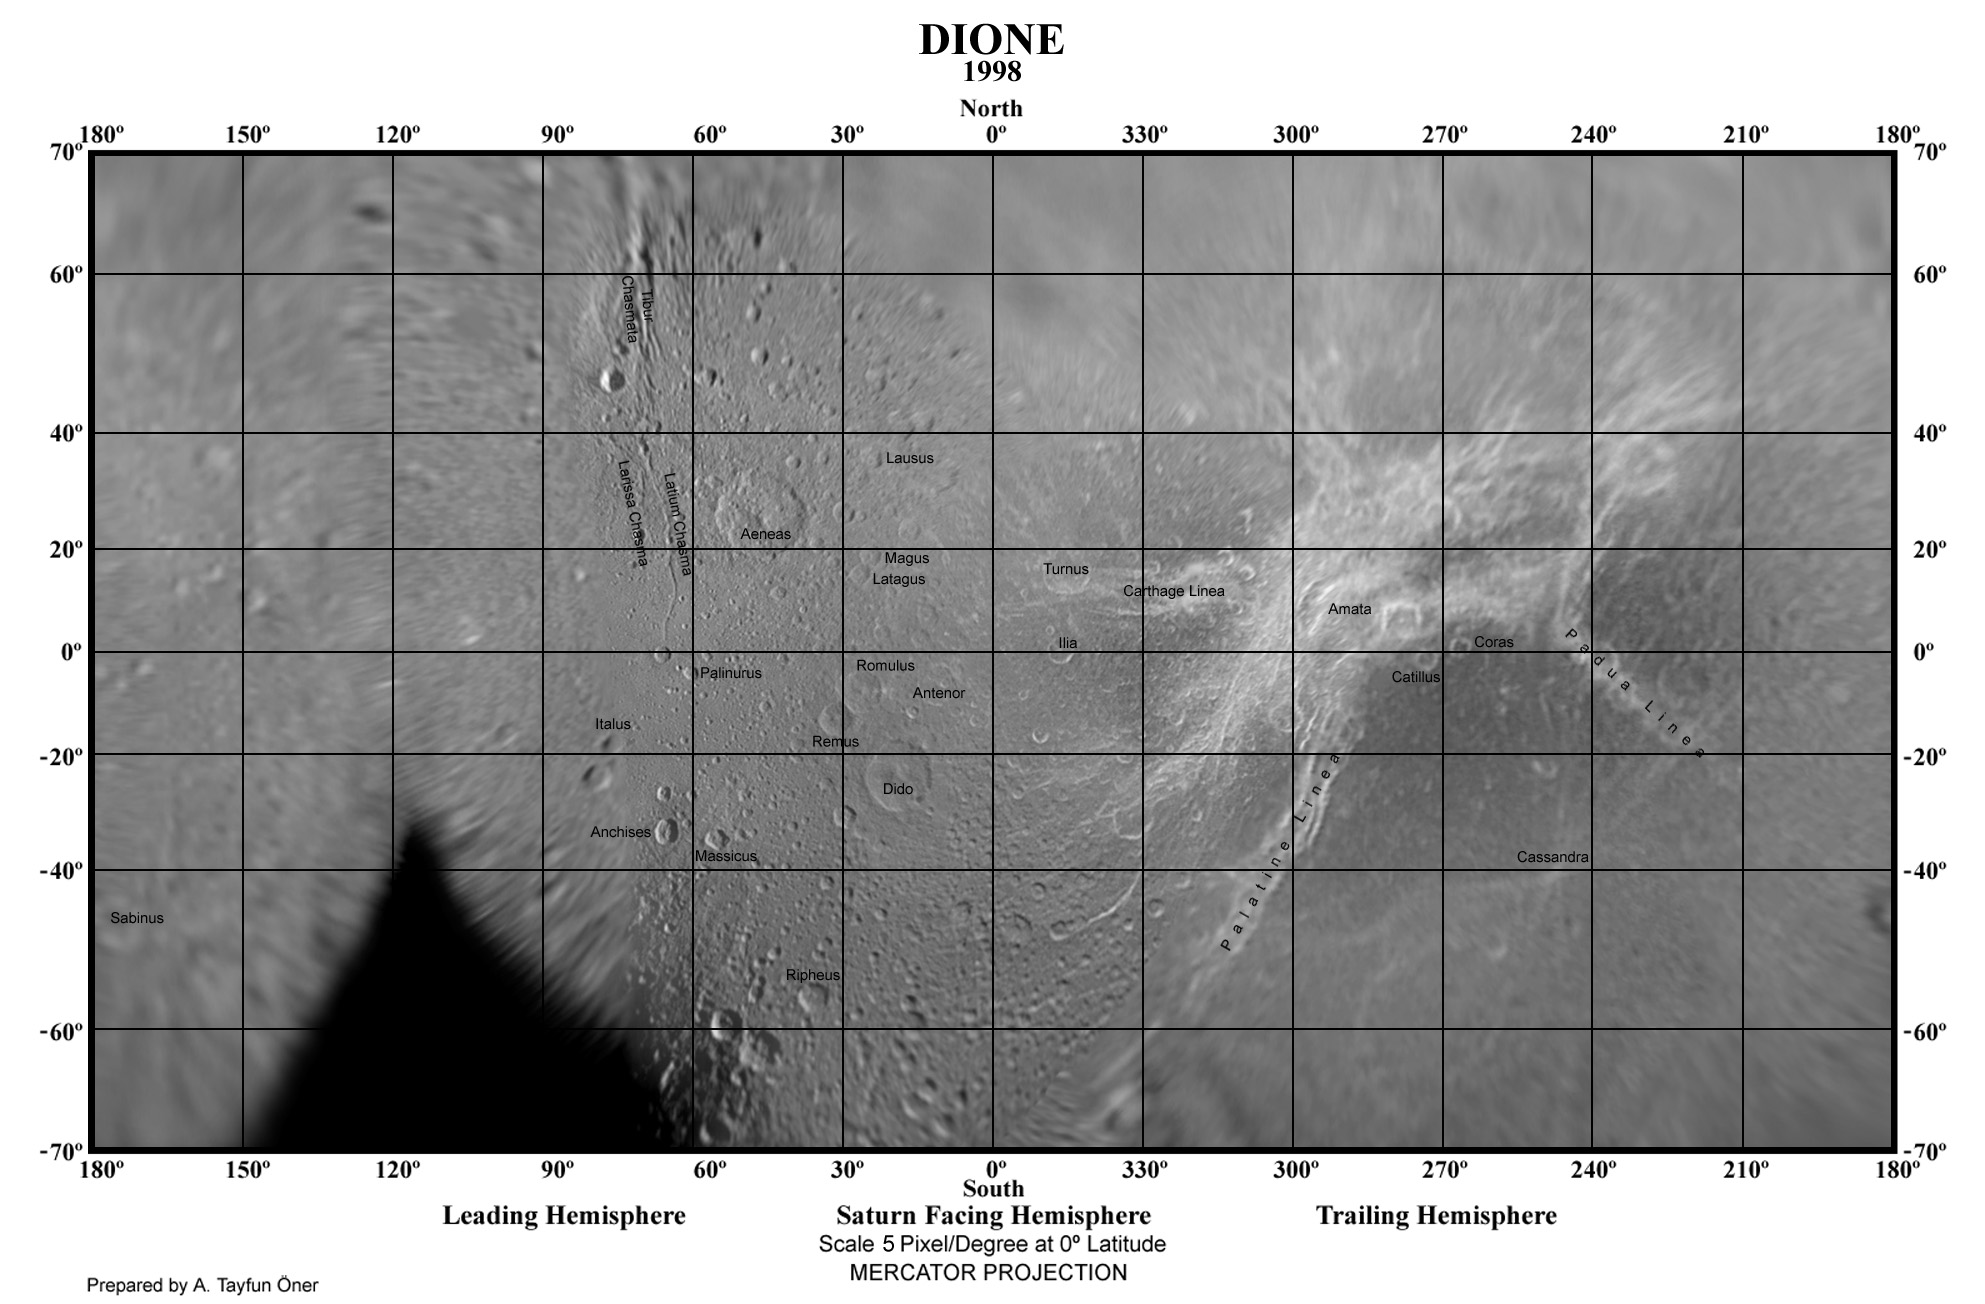 DIONE
1998
North
180º 150º 120º 90º 60º 30º 0º 330º 300º 270º 240º 210º 180º
70º 70º
60º 60º
Tibur
Chasmata
40º 40º
Lausus
Larissa Chasma
Latium Chasma
Aeneas
20º 20º
Magus
Turnus
Latagus
Carthage Linea
Amata
Ilia
Coras
0º 0º
Padua Linea
Romulus
Palinurus
Catillus
Antenor
Italus
Remus
-20º -20º
Palatine Linea
Dido
Anchises
Massicus
Cassandra
-40º -40º
Sabinus
Ripheus
-60º -60º
-70º -70º
180º 150º 120º 90º 60º 30º 0º 330º 300º 270º 240º 210º 180º
South
Leading Hemisphere Saturn Facing Hemisphere Trailing Hemisphere
Scale 5 Pixel/Degree at 0º Latitude
MERCATOR PROJECTION
Prepared by A. Tayfun Öner